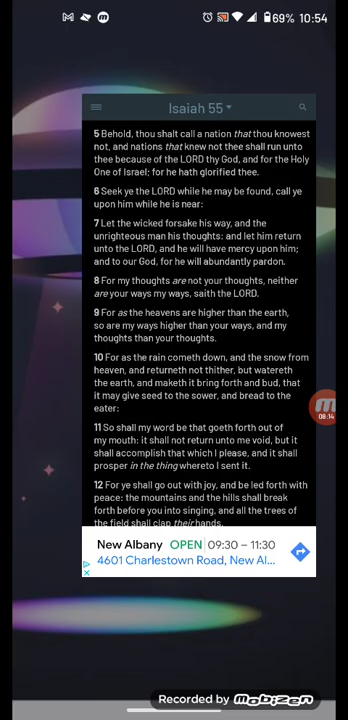 69% 10:54
Isaiah 55
5 Behold, thou shalt call a nation that thou knowest
not, and nations that knew not thee shall run unto
thee because of the LORD thy God, and for the Holy
One of Israel; for he hath glorified thee.
6 Seek ye the LORD while he may be found, call ye
upon him while he is near:
7 Let the wicked forsake his way, and the
unrighteous man his thoughts: and let him return
unto the LORD, and he will have mercy upon him;
and to our God, for he will abundantly pardon.
8 For my thoughts are not your thoughts, neither
are your ways my ways, saith the LORD.
9 For as the heavens are higher than the earth,
so are my ways higher than your ways, and my
thoughts than your thoughts.
10 For as the rain cometh down, and the snow from
heaven, and returneth not thither, but watereth
the earth, and maketh it bring forth and bud, that
it may give seed to the sower, and bread to the
eater:
11 So shall my word be that goeth forth out of
my mouth: it shall not return unto me void, but it
shall accomplish that which I please, and it shall
prosper in the thing whereto I sent it.
12 For ye shall go out with joy, and be led forth with
peace: the mountains and the hills shall break
forth before you into singing, and all the trees of
the field shall clap their hands.
08:14
New Albany OPEN 09:30 – 11:30
4601 Charlestown Road, New Al...
Recorded by mobizen